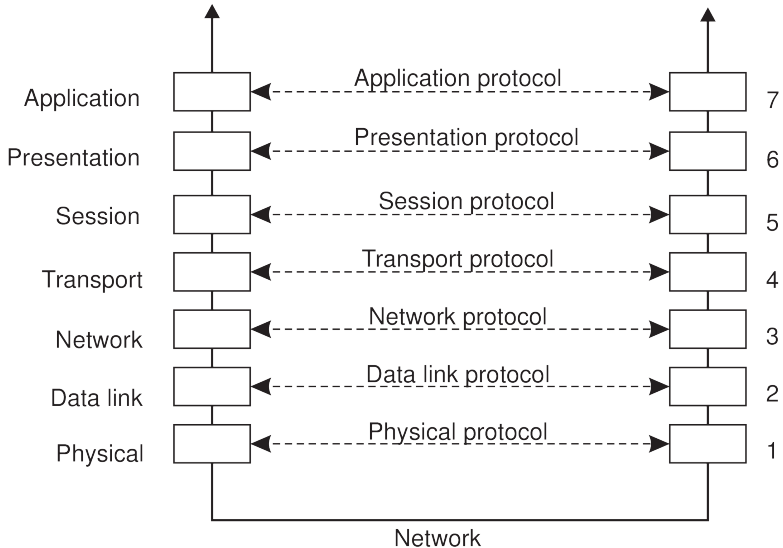 Application protocol
Application
7
Presentation protocol
Presentation
6
Session protocol
Session
5
Transport protocol
Transport
4
Network protocol
Network
3
Data link protocol
Data link
2
Physical protocol
Physical
1
Network